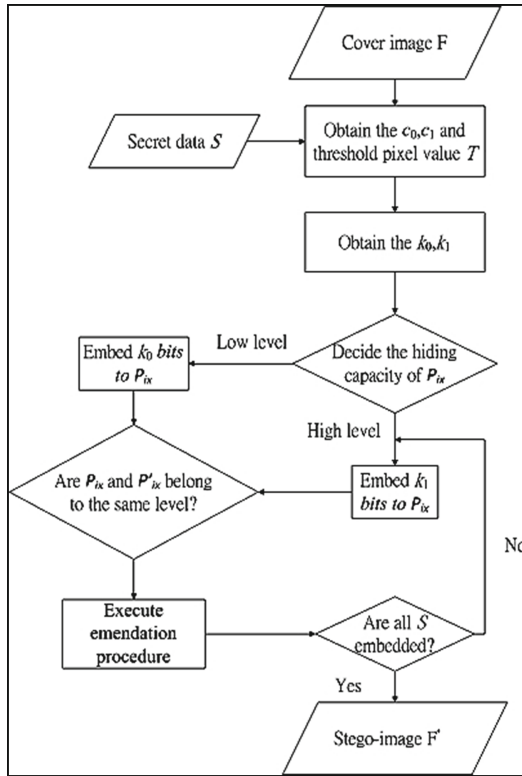 Cover image F
Secret data S
Obtain the c₀,c₁ and
threshold pixel value T
Obtain the k₀,k₁
Low level
Embed k₀ bits
to Pᵢₓ
Decide the hiding
capacity of Pᵢₓ
High level
Are Pᵢₓ and P'ᵢₓ belong
to the same level?
Embed k₁
bits to Pᵢₓ
No
Execute
emendation
procedure
Are all S
embedded?
Yes
Stego-image F'